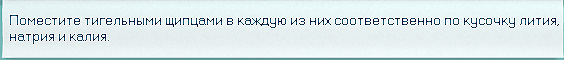 Поместите тигельными щипцами в каждую из них соответственно по кусочку лития,
натрия и калия.